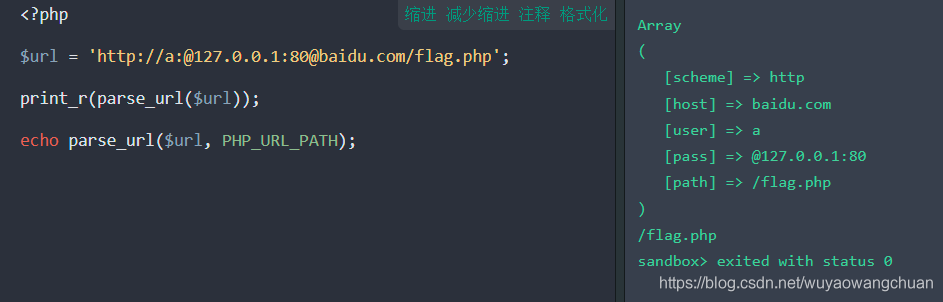 <?php
缩进 减少缩进 注释 格式化
$url = 'http://a:@127.0.0.1:80@baidu.com/flag.php';
print_r(parse_url($url));
echo parse_url($url, PHP_URL_PATH);
Array
(
[scheme] => http
[host] => baidu.com
[user] => a
[pass] => @127.0.0.1:80
[path] => /flag.php
)
/flag.php
sandbox> exited with status 0
https://blog.csdn.net/wuyaowangchuan